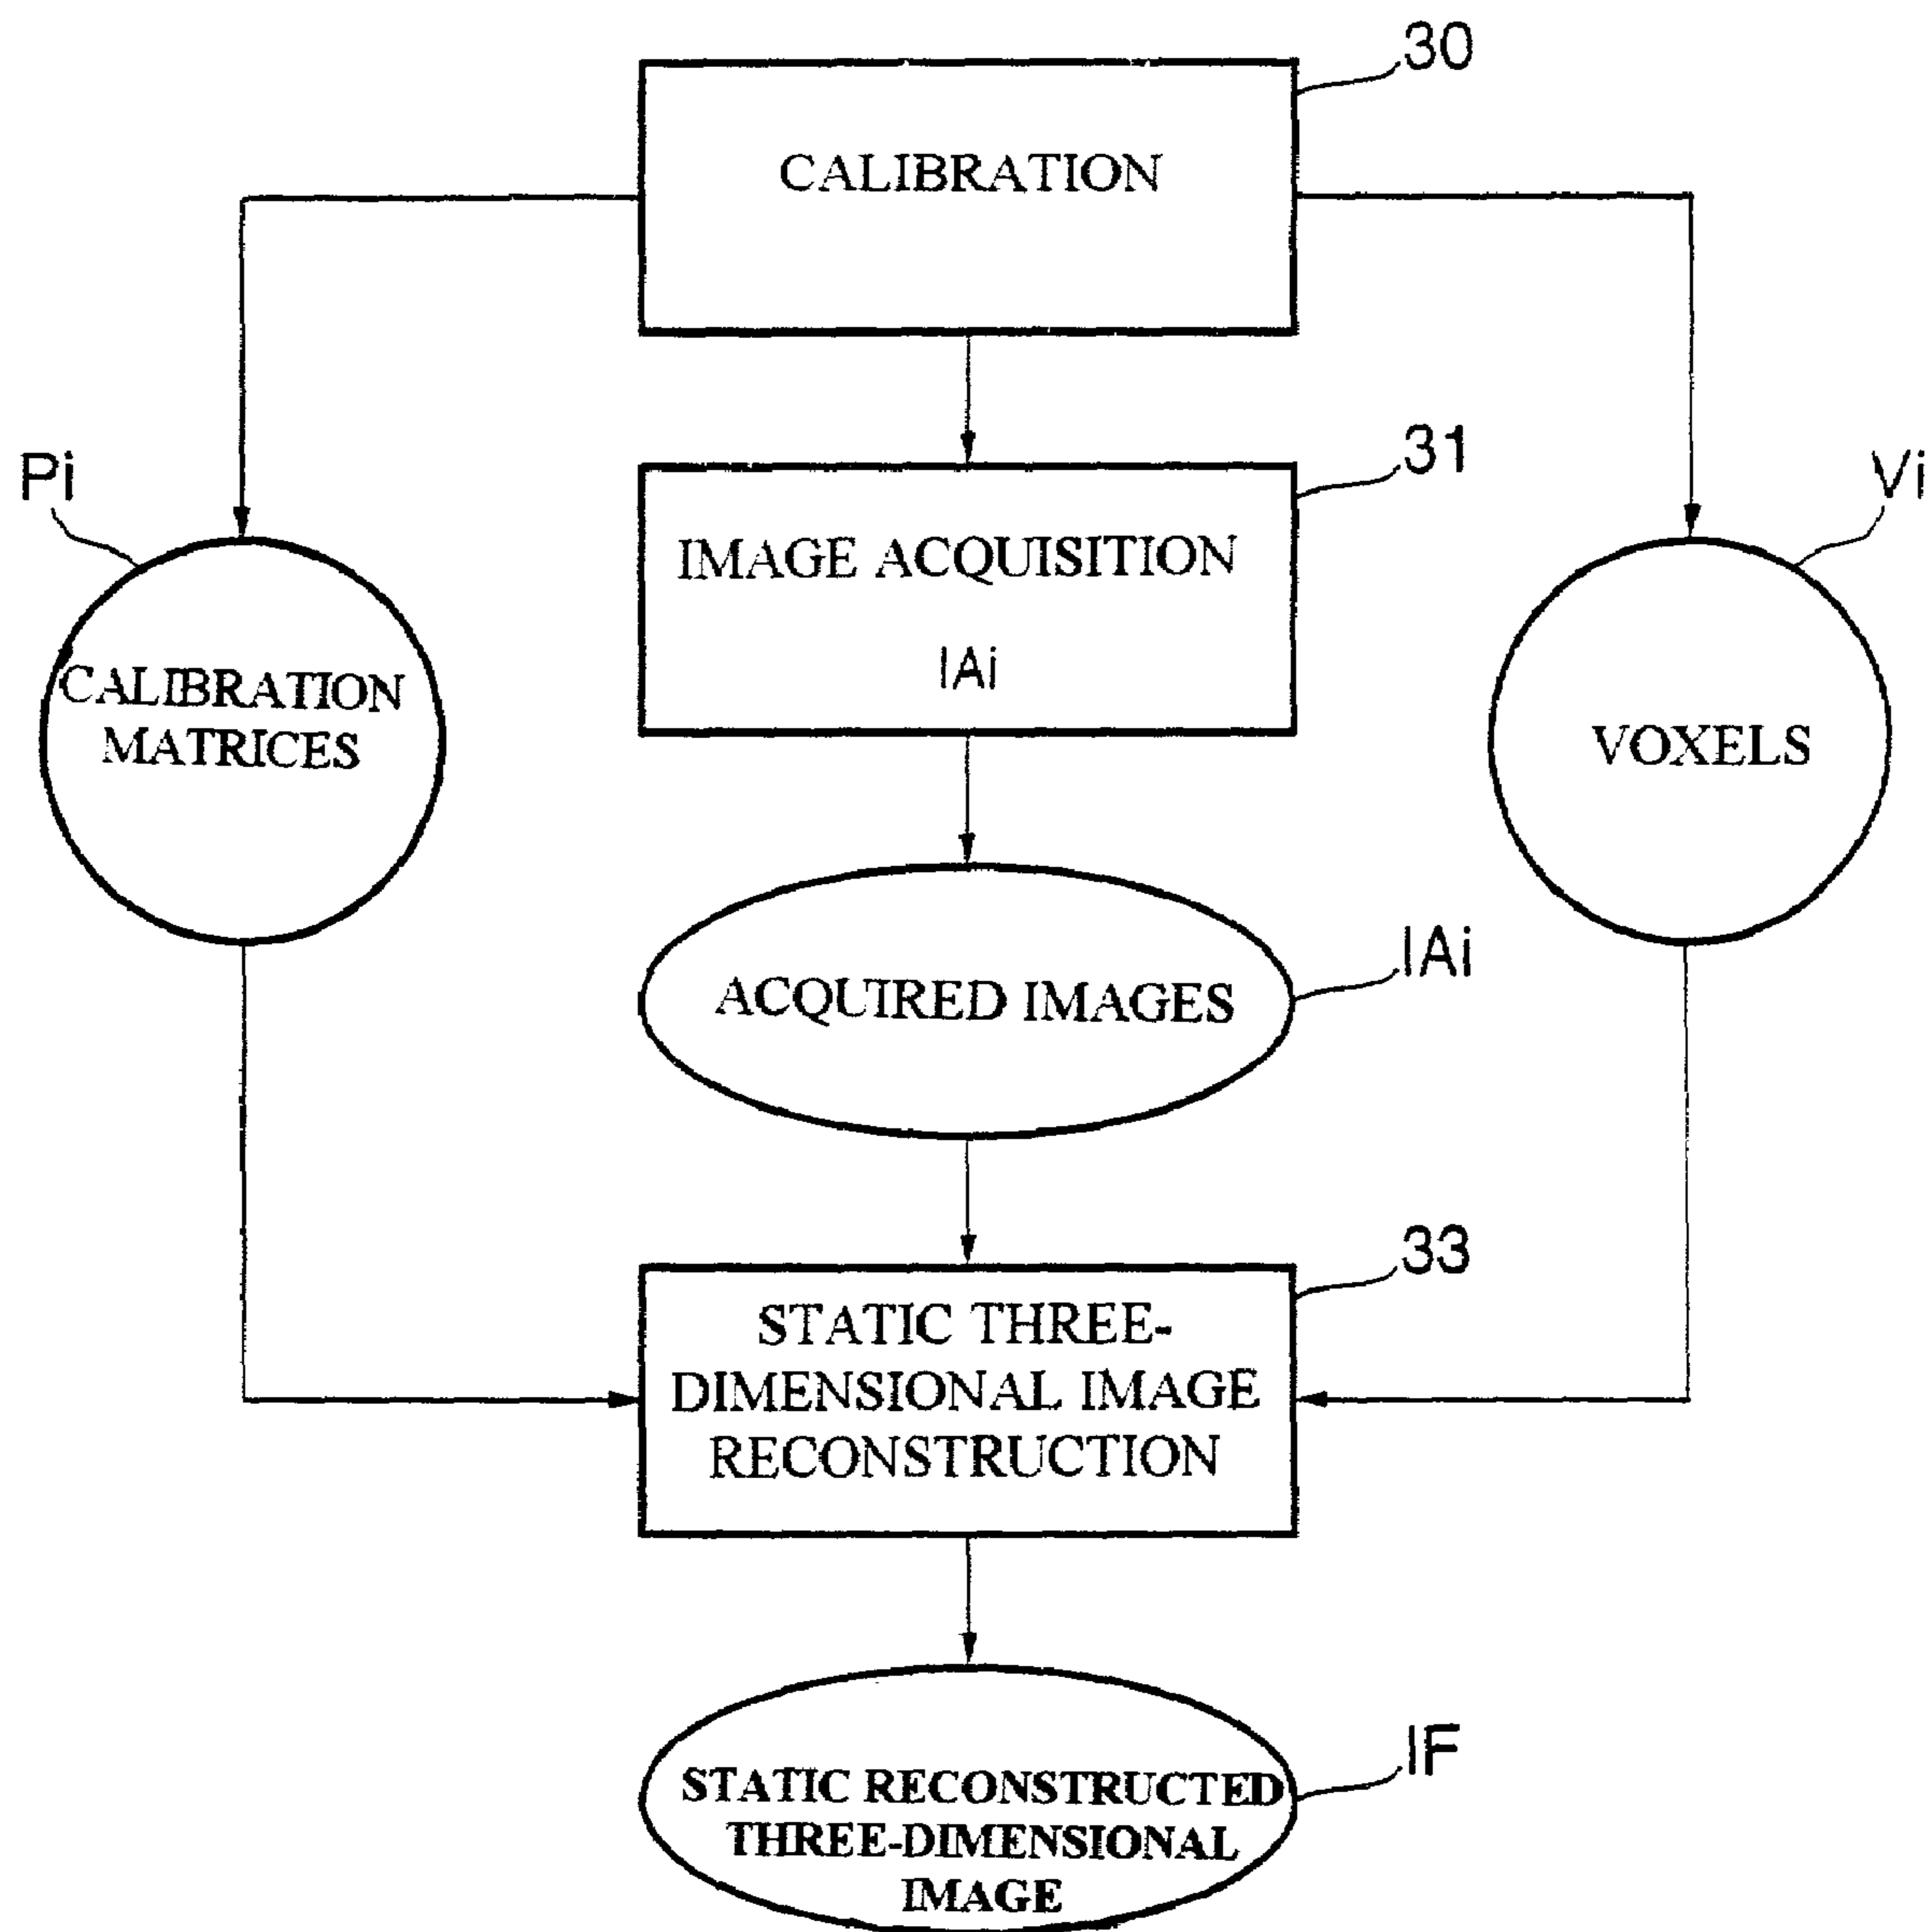 30
CALIBRATION
31
Pi
Vi
IMAGE ACQUISITION
IAi
CALIBRATION
MATRICES
VOXELS
IAi
ACQUIRED IMAGES
33
STATIC THREE-
DIMENSIONAL IMAGE
RECONSTRUCTION
IF
STATIC RECONSTRUCTED
THREE-DIMENSIONAL
IMAGE